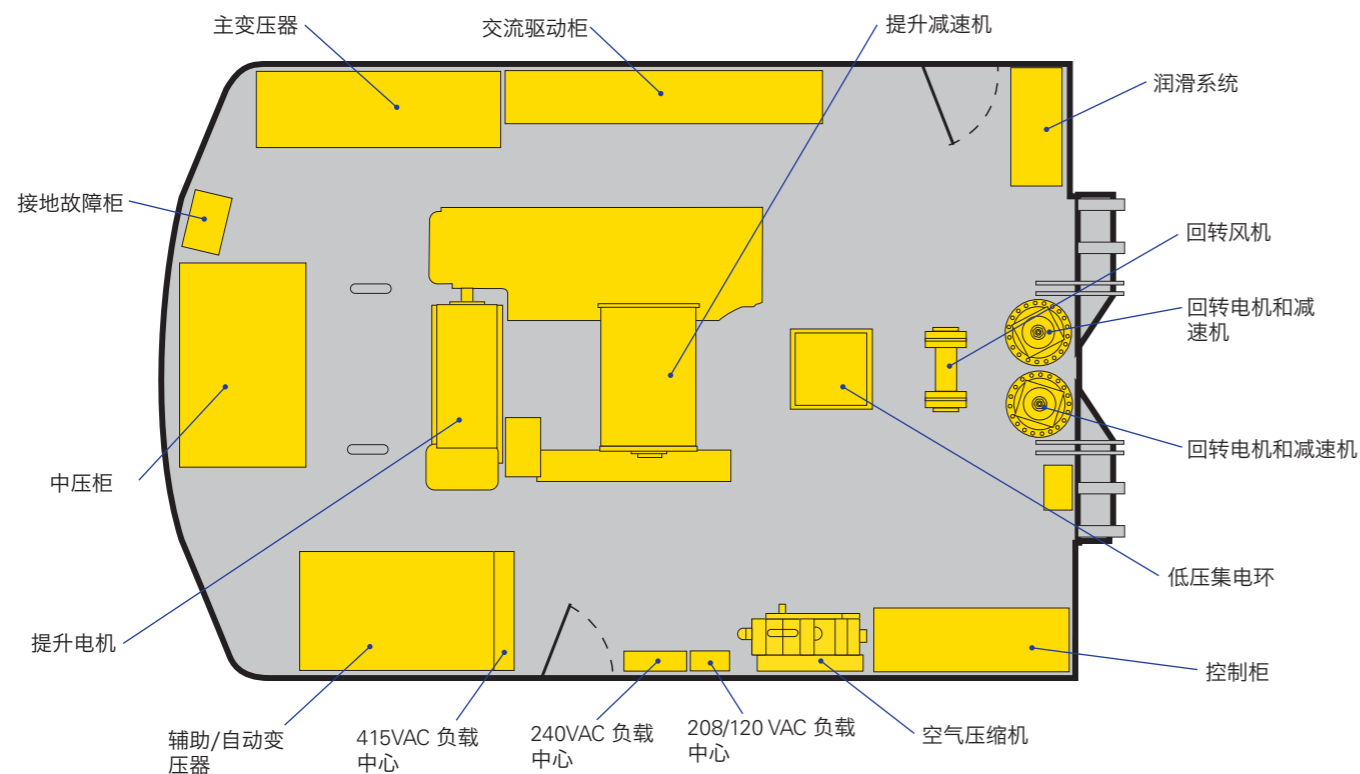 主变压器
交流驱动柜
提升减速机
润滑系统
接地故障柜
回转风机
回转电机和减
速机
回转电机和减速机
中压柜
低压集电环
提升电机
控制柜
辅助/自动变
压器
415VAC 负载
中心
240VAC 负载
中心
208/120 VAC 负载
中心
空气压缩机